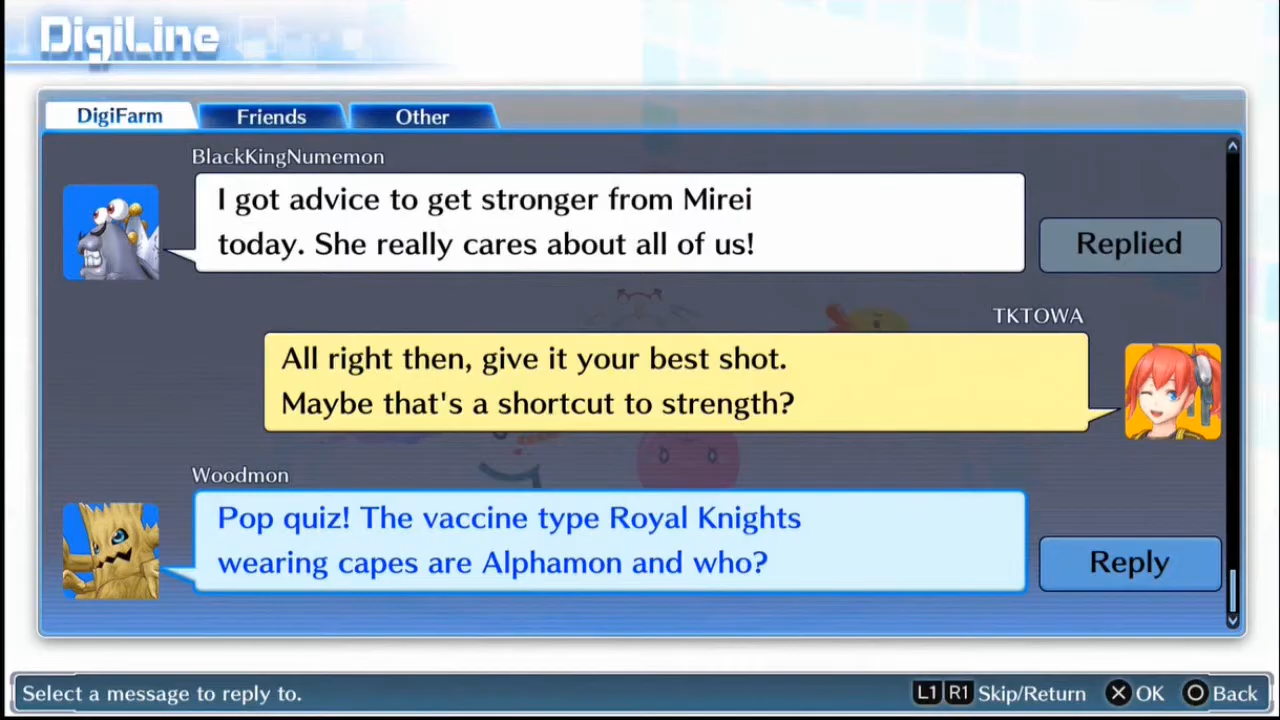 DigiLine
DigiFarm
Friends
Other
BlackKingNumemon
I got advice to get stronger from Mirei
today. She really cares about all of us!
Replied
TKTOWA
All right then, give it your best shot.
Maybe that's a shortcut to strength?
Woodmon
Pop quiz! The vaccine type Royal Knights
wearing capes are Alphamon and who?
Reply
Select a message to reply to.
L1 R1 Skip/Return
OK
Back